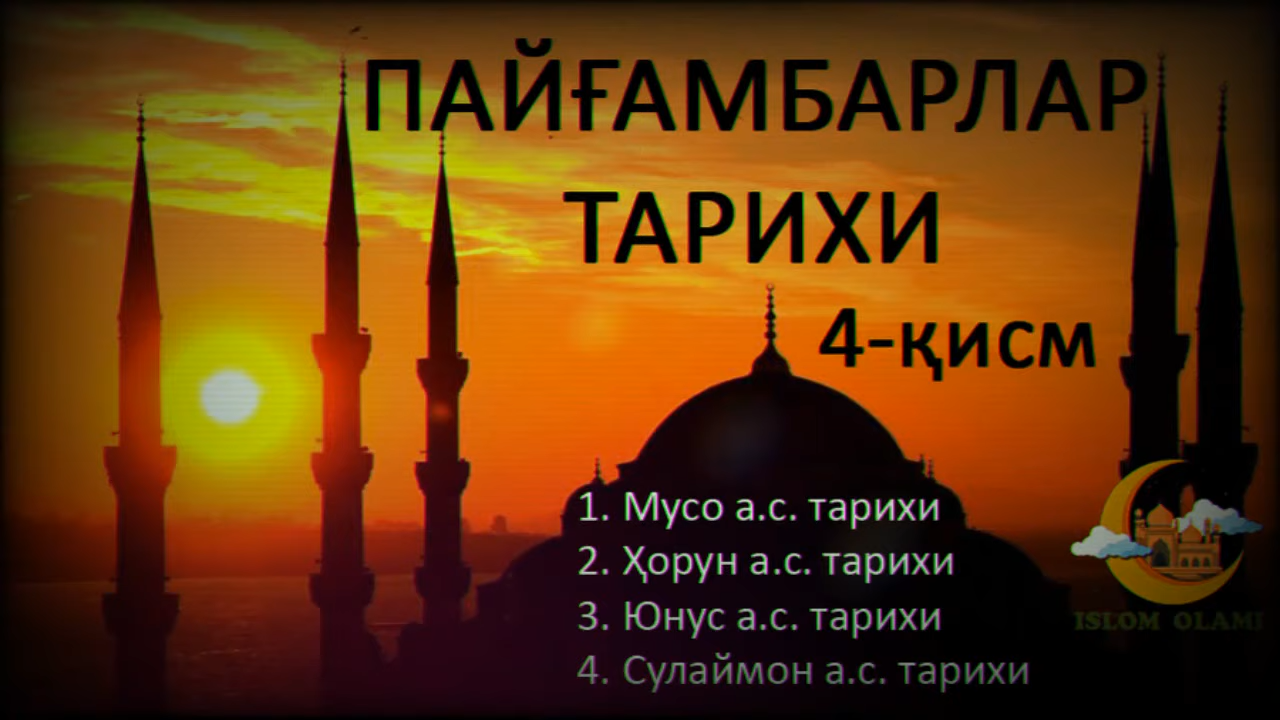 ПАЙҒАМБАРЛАР
ТАРИХИ
4-қисм
1. Мусо а.с. тарихи
2. Ҳорун а.с. тарихи
3. Юнус а.с. тарихи
4. Сулаймон а.с. тарихи
ISLOM OLAMI